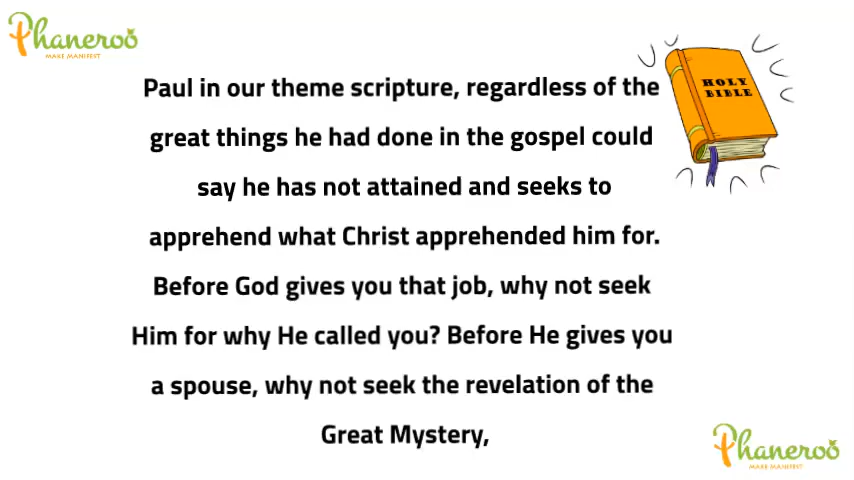 Phaneroo
MAKE MANIFEST
HOLY
BIBLE
Paul in our theme scripture, regardless of the
great things he had done in the gospel could
say he has not attained and seeks to
apprehend what Christ apprehended him for.
Before God gives you that job, why not seek
Him for why He called you? Before He gives you
a spouse, why not seek the revelation of the
Great Mystery,
Phaneroo
MAKE MANIFEST